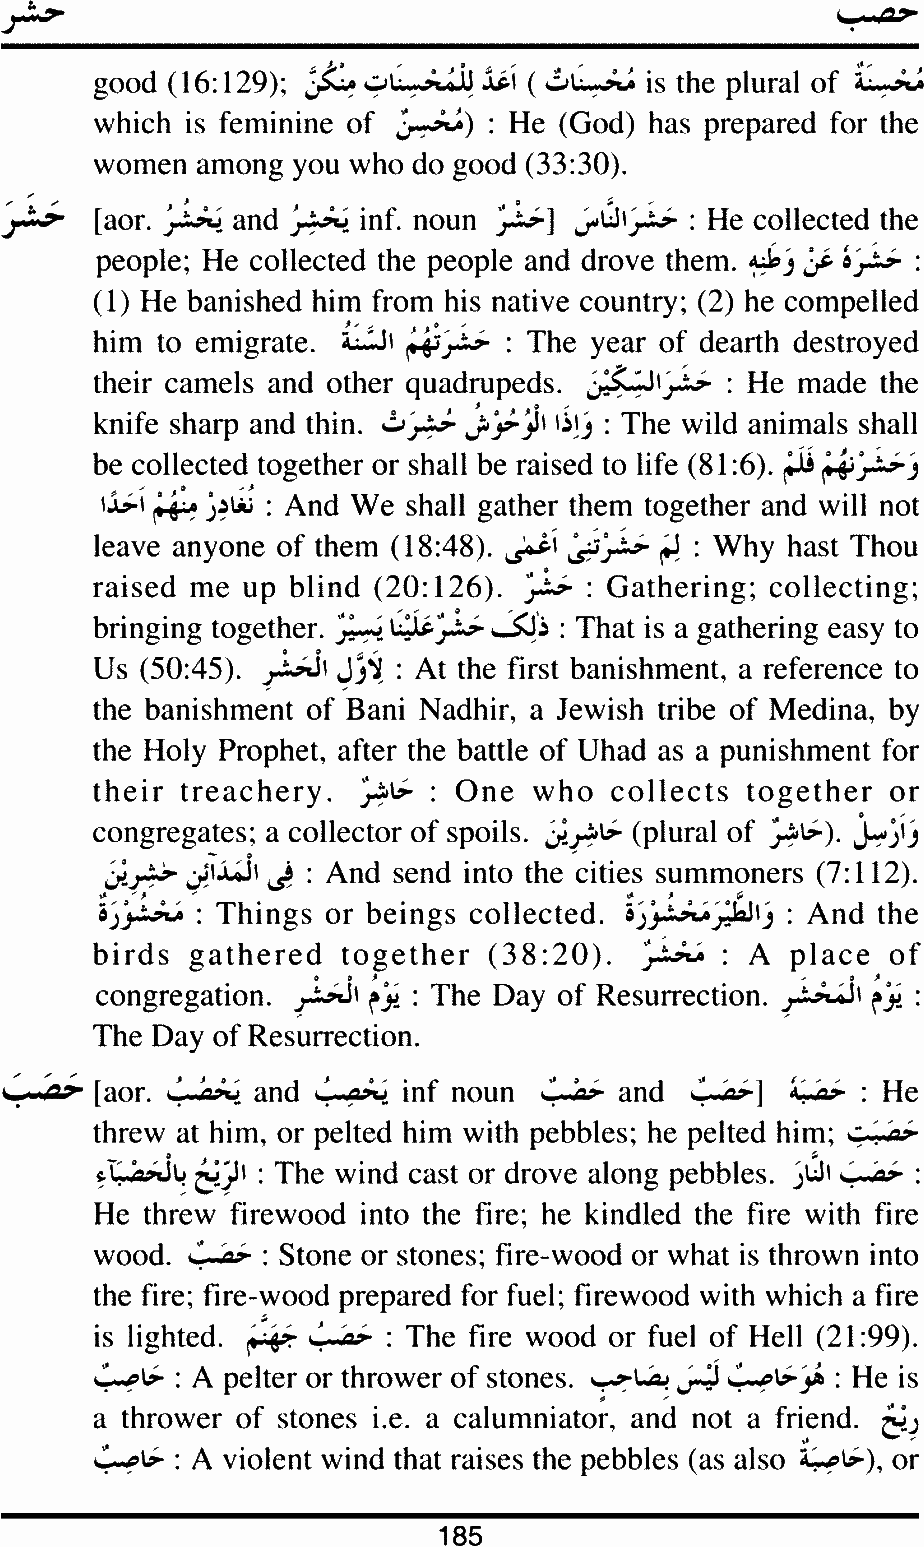 حشر حصب
good (16:129); اَعَدَّ لِلْمُحْسِنَاتِ مِنْكُنَّ ( مُحْسِنَاتٌ is the plural of مُحْسِنَةٌ
which is feminine of مُحْسِنٌ) : He (God) has prepared for the
women among you who do good (33:30).
حَشَرَ [aor. يَحْشُرُ and يَحْشِرُ inf. noun حَشْرٌ] حَشَرَ النَّاسَ : He collected the
people; He collected the people and drove them. حَشَرَهُ عَنْ وَطَنِهٖ :
(1) He banished him from his native country; (2) he compelled
him to emigrate. حَشَرَتْهُمُ السَّنَةُ : The year of dearth destroyed
their camels and other quadrupeds. حَشَرَ السِّكِّيْنَ : He made the
knife sharp and thin. وَاِذَا الْوُحُوْشُ حُشِرَتْ : The wild animals shall
be collected together or shall be raised to life (81:6). وَحَشَرْنٰهُمْ فَلَمْ
نُغَادِرْ مِنْهُمْ اَحَدًا : And We shall gather them together and will not
leave anyone of them (18:48). لِمَ حَشَرْتَنِىْ اَعْمٰى : Why hast Thou
raised me up blind (20:126). حَشْرٌ : Gathering; collecting;
bringing together. ذٰلِكَ حَشْرٌ عَلَيْنَا يَسِيْرٌ : That is a gathering easy to
Us (50:45). لِاَوَّلِ الْحَشْرِ : At the first banishment, a reference to
the banishment of Bani Nadhir, a Jewish tribe of Medina, by
the Holy Prophet, after the battle of Uhad as a punishment for
their treachery. حَاشِرٌ : One who collects together or
congregates; a collector of spoils. حَاشِرِيْنَ (plural of حَاشِرٌ). وَاَرْسِلْ
فِى الْمَدَآئِنِ حٰشِرِيْنَ : And send into the cities summoners (7:112).
مَحْشُوْرَةٌ : Things or beings collected. وَالطَّيْرَ مَحْشُوْرَةً : And the
birds gathered together (38:20). مَحْشَرٌ : A place of
congregation. يَوْمُ الْحَشْرِ : The Day of Resurrection. يَوْمُ الْمَحْشَرِ :
The Day of Resurrection.
حَصَبَ [aor. يَحْصُبُ and يَحْصِبُ inf noun حَصْبٌ and حَصَبٌ] حَصَبَهُ : He
threw at him, or pelted him with pebbles; he pelted him; حَصَبَتِ
الرِّيْحُ بِالْحَصْبَآءِ : The wind cast or drove along pebbles. حَصَبَ النَّارَ :
He threw firewood into the fire; he kindled the fire with fire
wood. حَصَبٌ : Stone or stones; fire-wood or what is thrown into
the fire; fire-wood prepared for fuel; firewood with which a fire
is lighted. حَصَبُ جَهَنَّمَ : The fire wood or fuel of Hell (21:99).
حَاصِبٌ : A pelter or thrower of stones. هُوَ حَاصِبٌ لَيْسَ بِصَاحِبٍ : He is
a thrower of stones i.e. a calumniator, and not a friend. رِيْحٌ
حَاصِبٌ : A violent wind that raises the pebbles (as also حَاصِبَةٌ), or
185